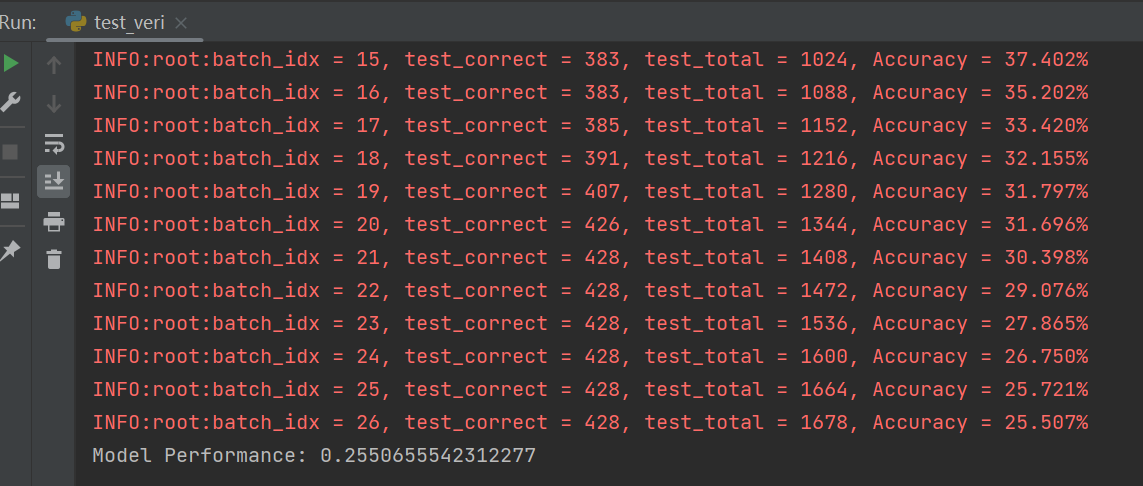 Run: test_veri
INFO:root:batch_idx = 15, test_correct = 383, test_total = 1024, Accuracy = 37.402%
INFO:root:batch_idx = 16, test_correct = 383, test_total = 1088, Accuracy = 35.202%
INFO:root:batch_idx = 17, test_correct = 385, test_total = 1152, Accuracy = 33.420%
INFO:root:batch_idx = 18, test_correct = 391, test_total = 1216, Accuracy = 32.155%
INFO:root:batch_idx = 19, test_correct = 407, test_total = 1280, Accuracy = 31.797%
INFO:root:batch_idx = 20, test_correct = 426, test_total = 1344, Accuracy = 31.696%
INFO:root:batch_idx = 21, test_correct = 428, test_total = 1408, Accuracy = 30.398%
INFO:root:batch_idx = 22, test_correct = 428, test_total = 1472, Accuracy = 29.076%
INFO:root:batch_idx = 23, test_correct = 428, test_total = 1536, Accuracy = 27.865%
INFO:root:batch_idx = 24, test_correct = 428, test_total = 1600, Accuracy = 26.750%
INFO:root:batch_idx = 25, test_correct = 428, test_total = 1664, Accuracy = 25.721%
INFO:root:batch_idx = 26, test_correct = 428, test_total = 1678, Accuracy = 25.507%
Model Performance: 0.2550655542312277